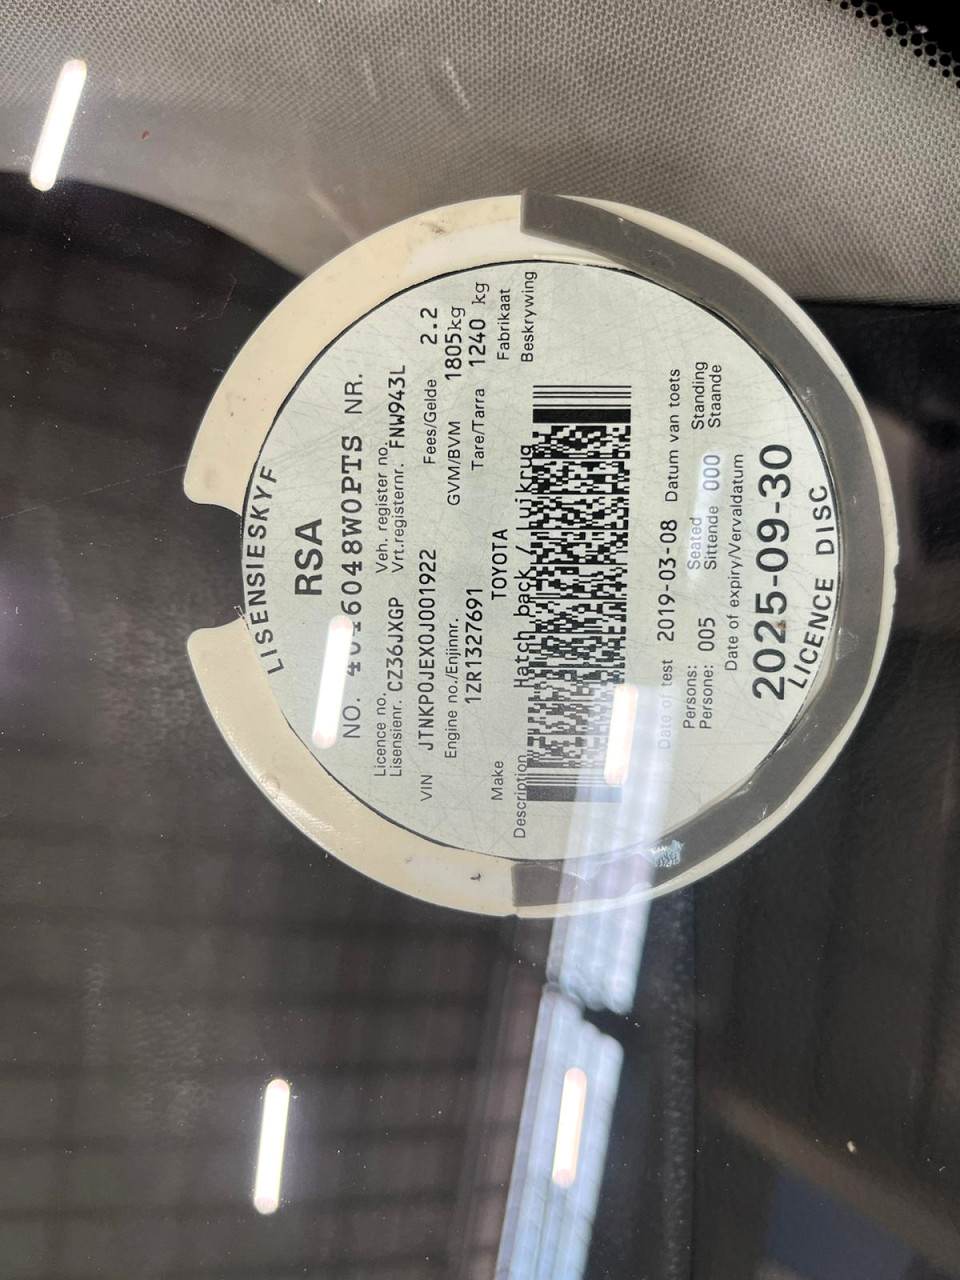 LISENSIESKYF
RSA
NO. 4046048W0PTS NR.
Licence no. Veh. register no.
Lisensienr. CZ36JXGP Vrt.registernr. FNW943L
VIN JTNKP0JEX0J001922 Fees/Gelde 2.2
Engine no./Enjinnr. GVM/BVM 1805kg
1ZR1327691 Tare/Tarra 1240 kg
Make TOYOTA Fabrikaat
Description Hatch back / Luikrug Beskrywing
Date of test 2019-03-08 Datum van toets
Persons: Seated Standing
Persone: 005 Sittende 000 Staande
Date of expiry/Vervaldatum
2025-09-30
LICENCE DISC